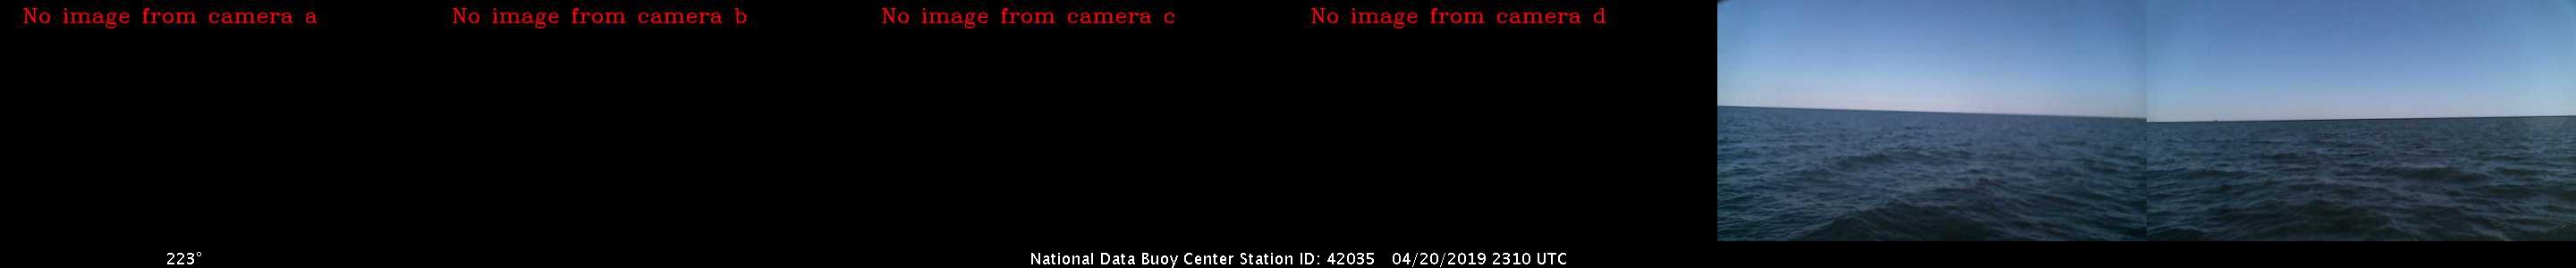 No image from camera a
No image from camera b
No image from camera c
No image from camera d
223°
National Data Buoy Center Station ID: 42035 04/20/2019 2310 UTC